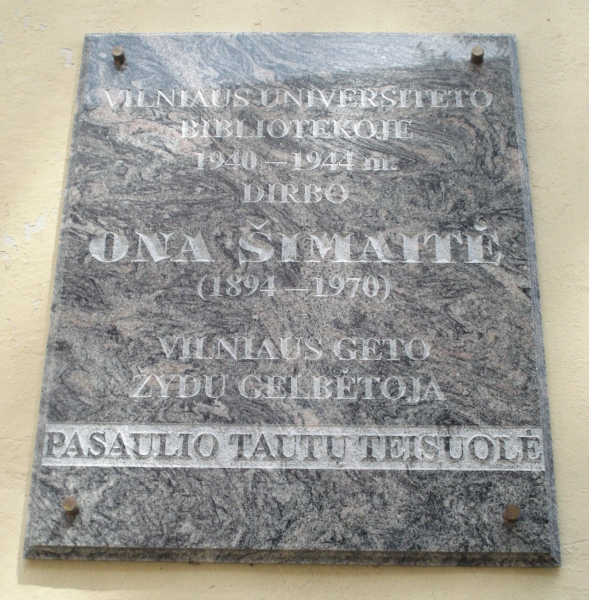 VILNIAUS UNIVERSITETO
BIBLIOTEKOJE
1940 – 1944 m.
DIRBO
ONA ŠIMAITĖ
(1894 – 1970)
VILNIAUS GETO
ŽYDŲ GELBĖTOJA
PASAULIO TAUTŲ TEISUOLĖ